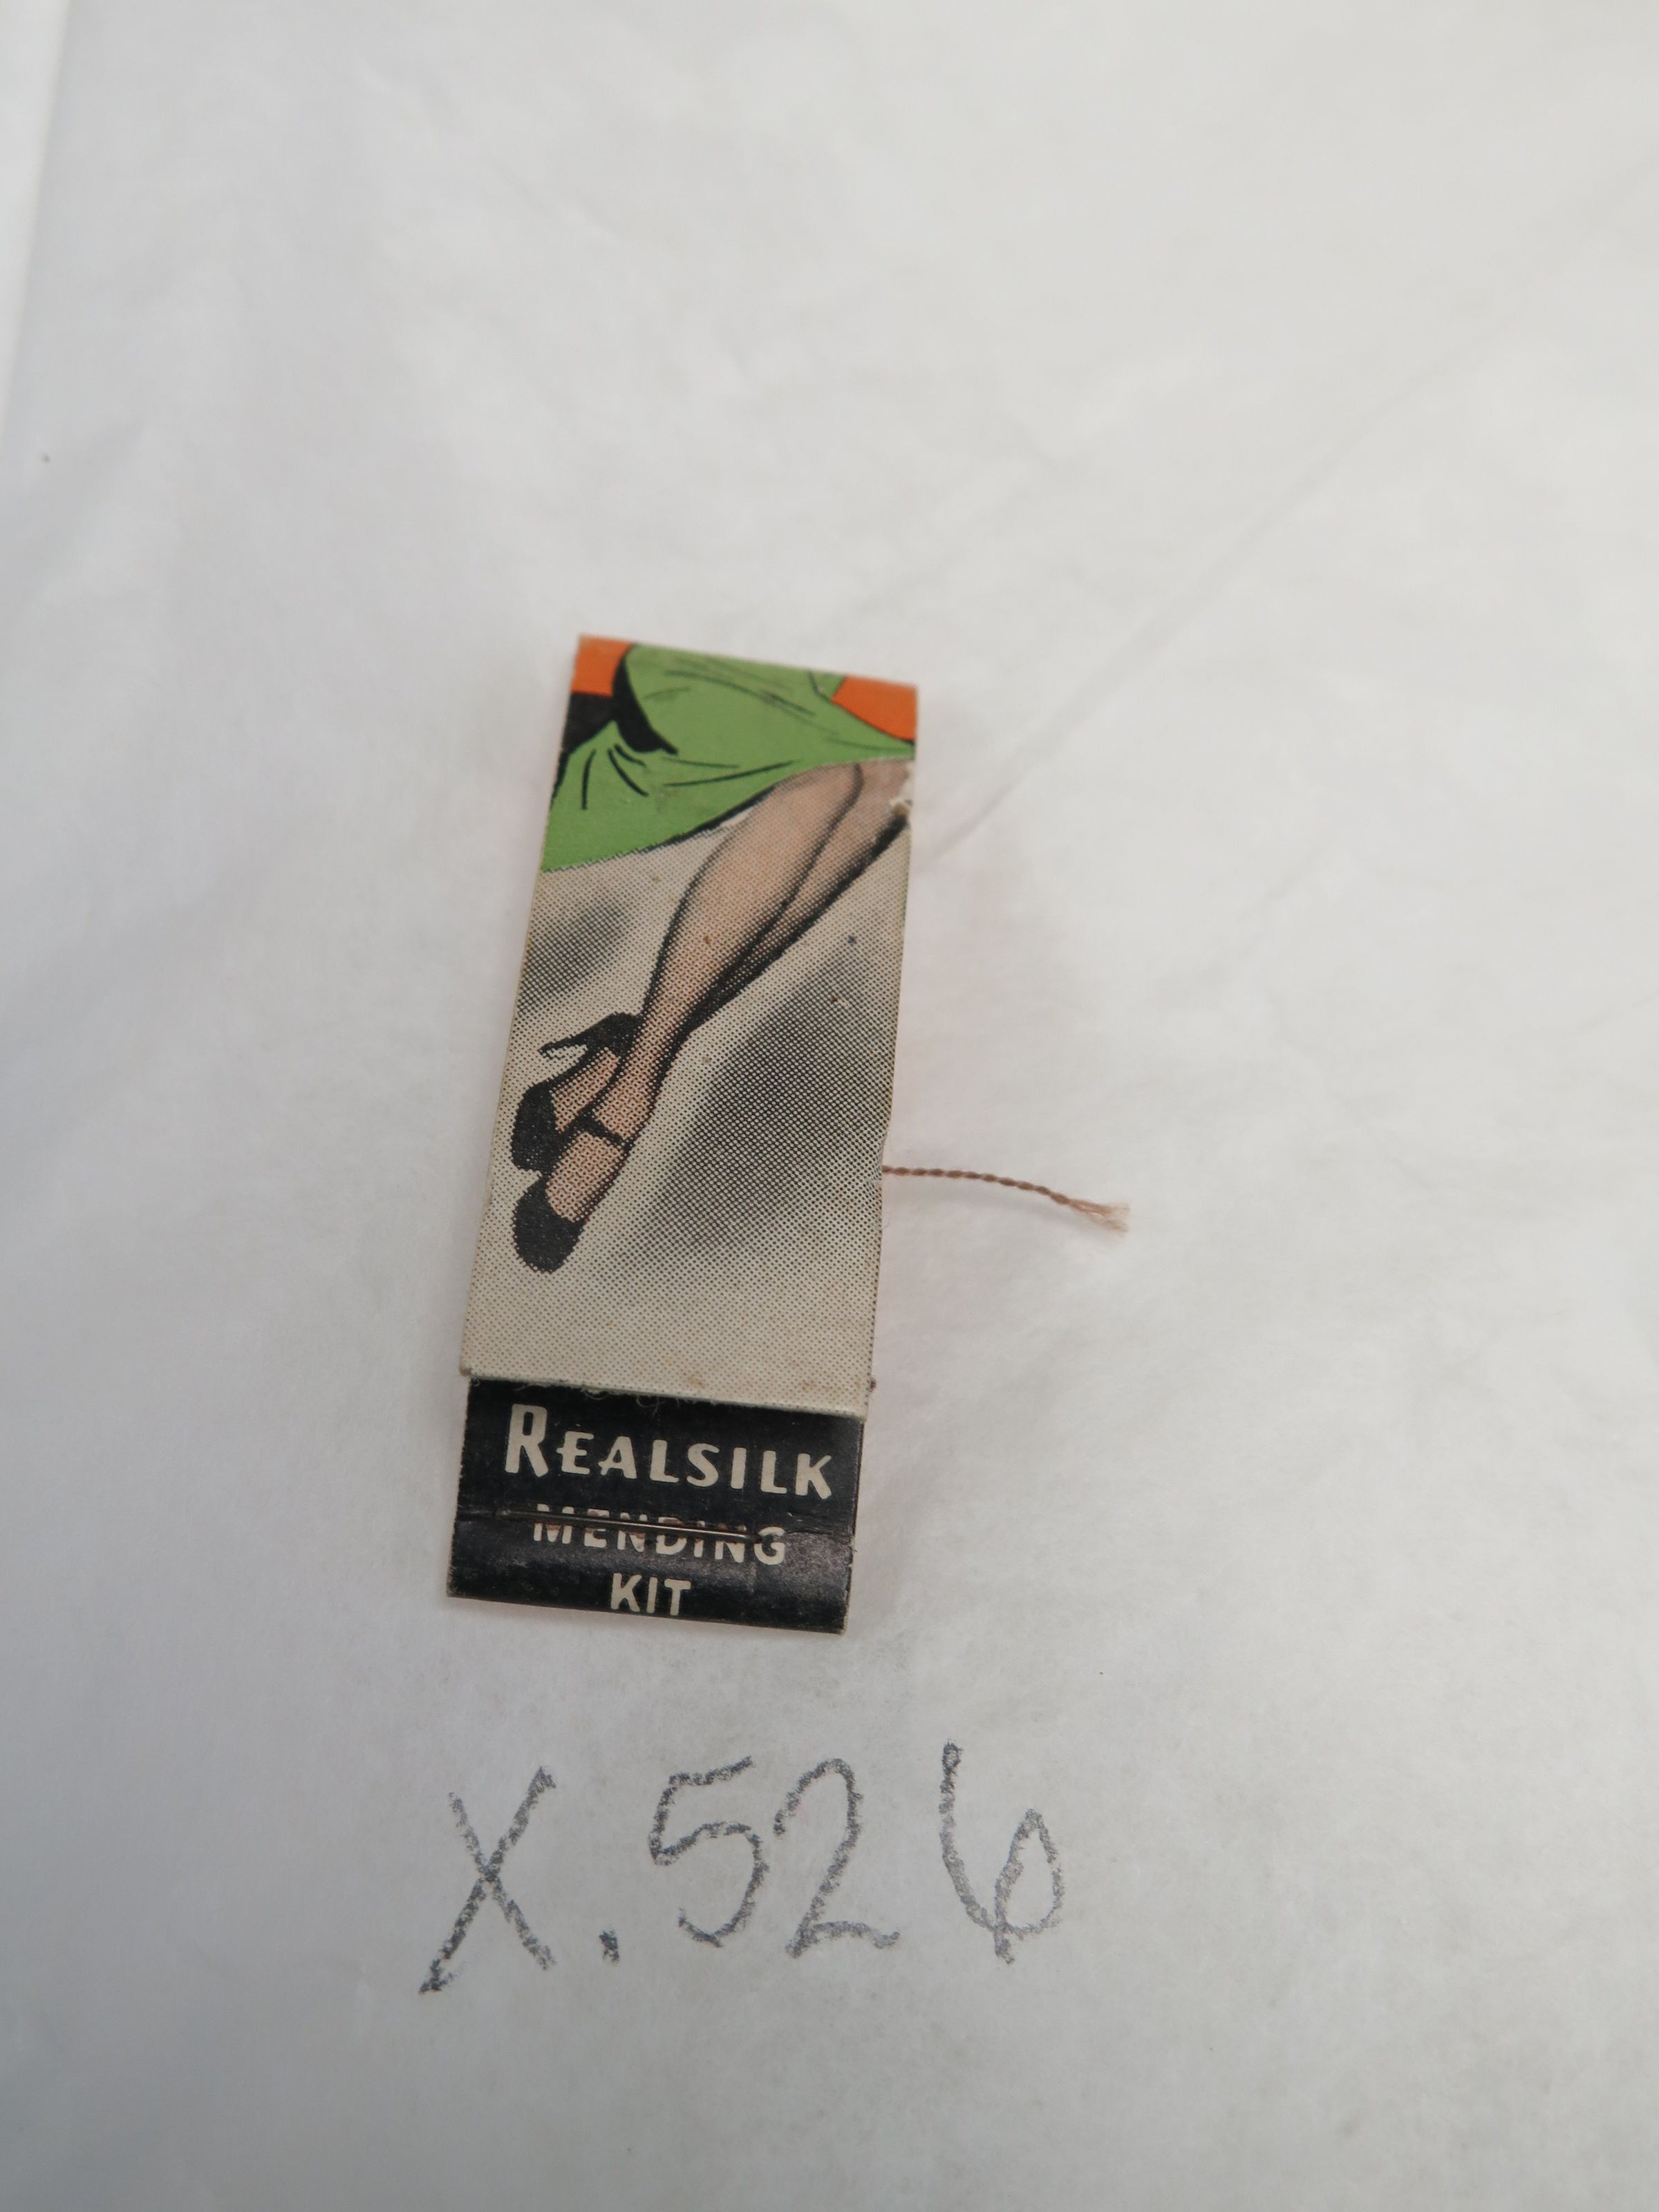 REALSILK
MENDING
KIT
X.526